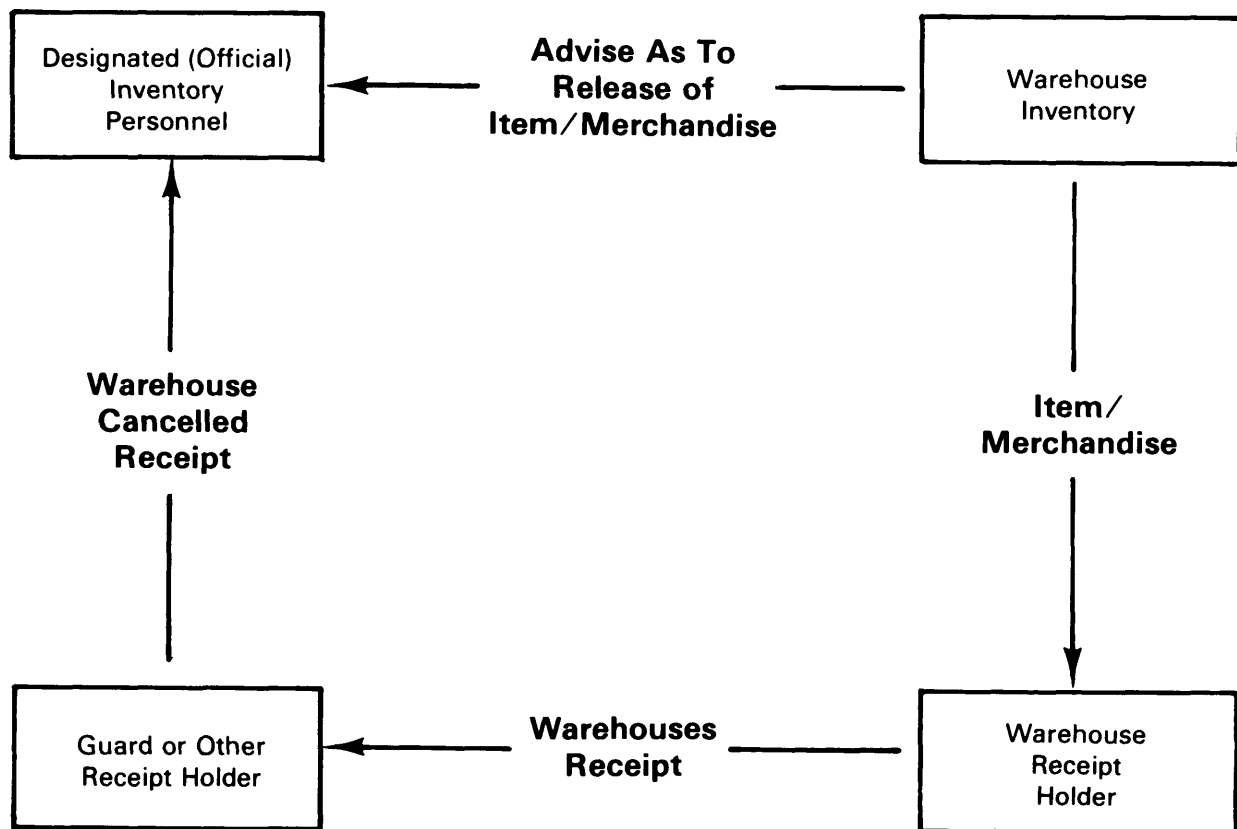 Designated (Official)
Inventory
Personnel
Advise As To
Release of
Item/Merchandise
Warehouse
Inventory
Warehouse
Cancelled
Receipt
Item/
Merchandise
Guard or Other
Receipt Holder
Warehouses
Receipt
Warehouse
Receipt
Holder